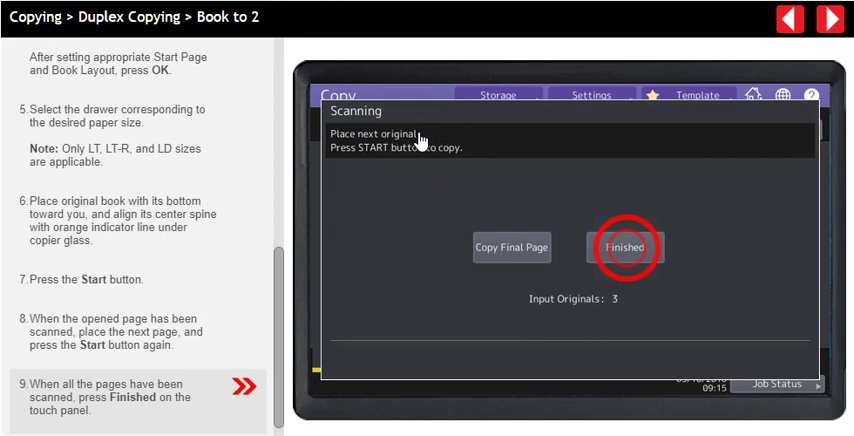 Copying > Duplex Copying > Book to 2
After setting appropriate Start Page
and Book Layout, press OK.
5. Select the drawer corresponding to
the desired paper size.
Note: Only LT, LT-R, and LD sizes
are applicable.
6. Place original book with its bottom
toward you, and align its center spine
with orange indicator line under
copier glass.
7. Press the Start button.
8. When the opened page has been
scanned, place the next page, and
press the Start button again.
9. When all the pages have been
scanned, press Finished on the
touch panel.
Copy
Storage
Settings
Template
?
Scanning
Place next original
Press START button to copy.
Copy Final Page
Finished
Input Originals: 3
09:15
Job Status